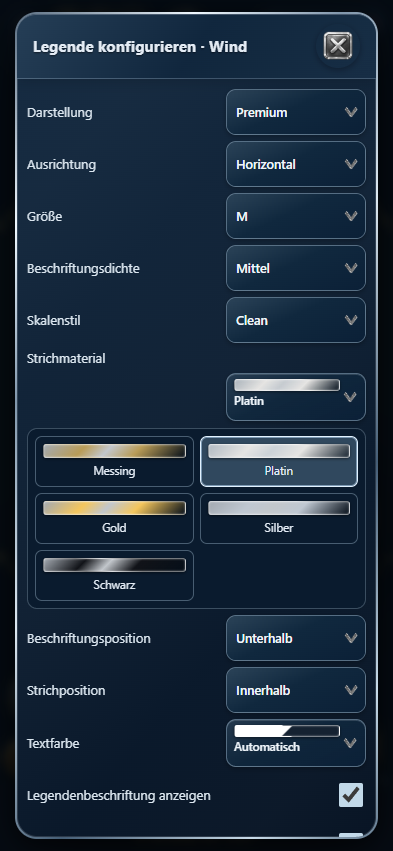 Legende konfigurieren · Wind
Darstellung
Premium
Ausrichtung
Horizontal
Größe
M
Beschriftungsdichte
Mittel
Skalenstil
Clean
Strichmaterial
Platin
Messing
Platin
Gold
Silber
Schwarz
Beschriftungsposition
Unterhalb
Strichposition
Innerhalb
Textfarbe
Automatisch
Legendenbeschriftung anzeigen